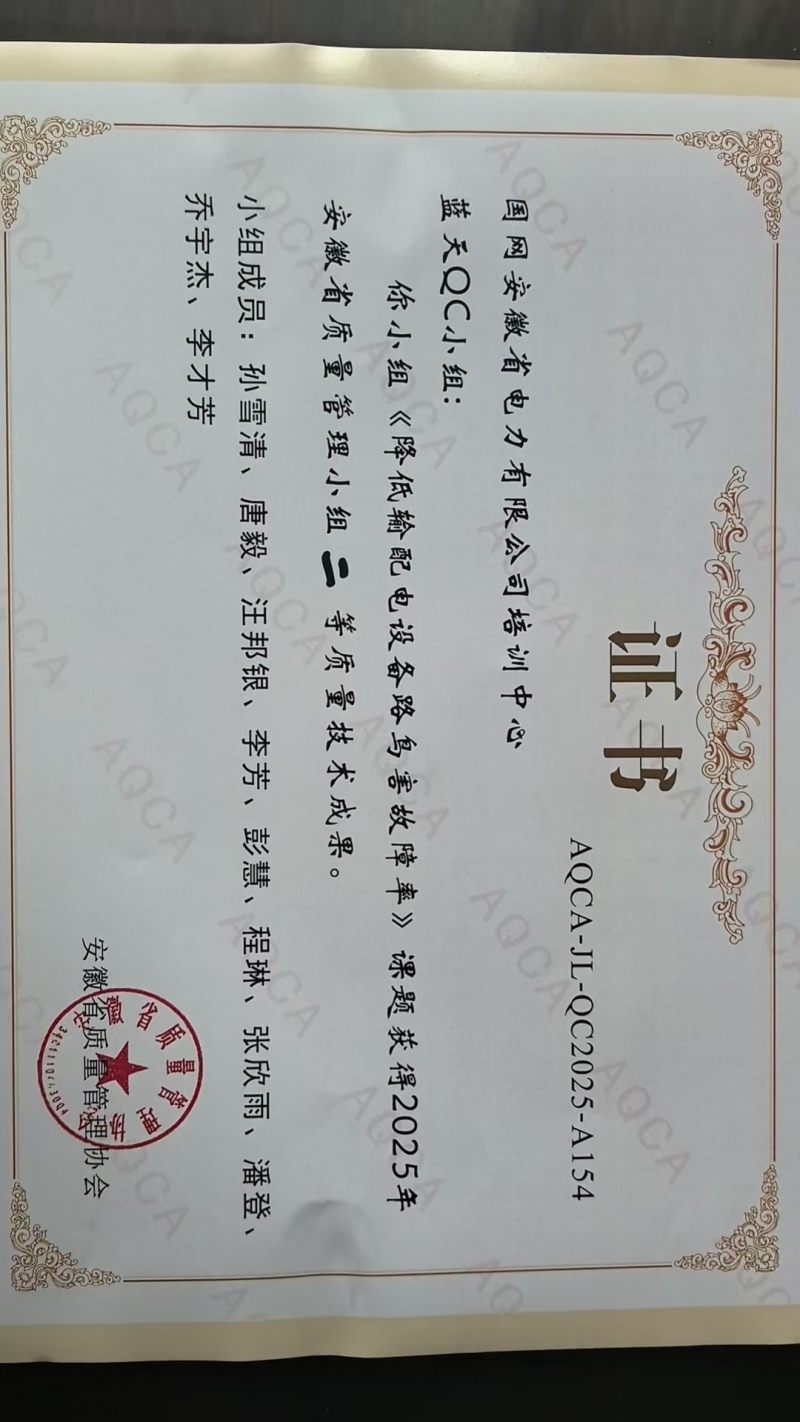 证书
AQCA-JL-QC2025-A154
国网安徽省电力有限公司培训中心
蓝天QC小组：
你小组《降低输配电设备路鸟害故障率》课题获得2025年
安徽省质量管理小组二等质量技术成果。
小组成员：孙雪清、唐毅、汪邦银、李芳、彭慧、程琳、张欣雨、潘登、
乔宇杰、李才芳
安徽省质量管理协会